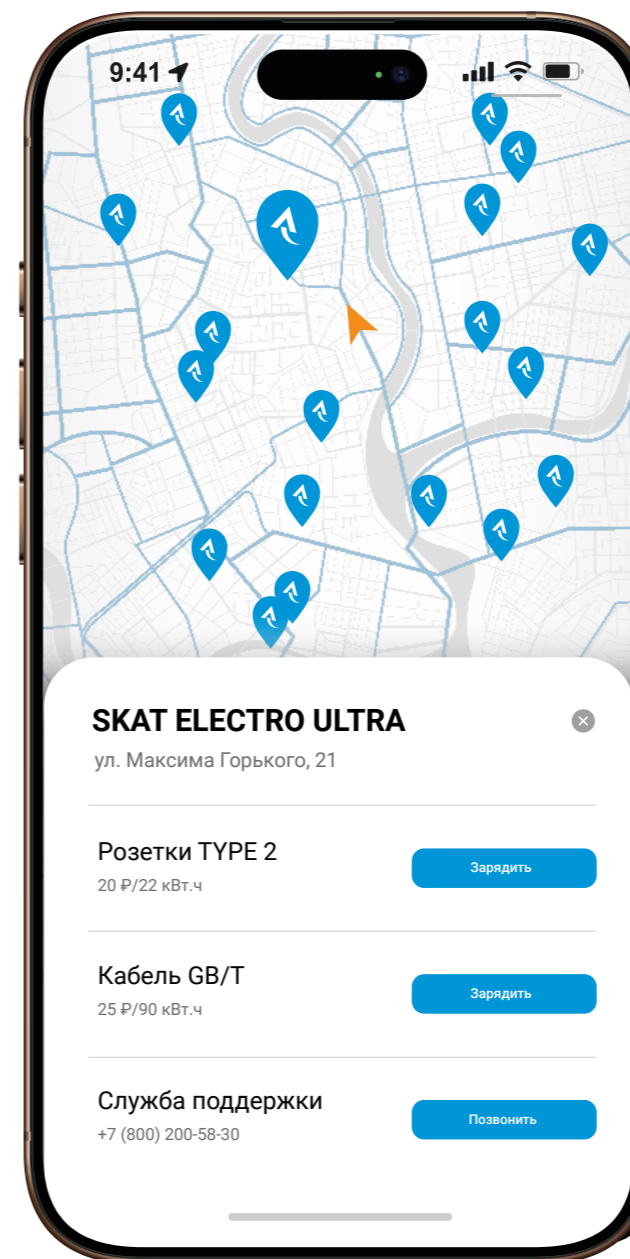 9:41
SKAT ELECTRO ULTRA
ул. Максима Горького, 21
Розетки TYPE 2
20 ₽/22 кВт.ч
Зарядить
Кабель GB/T
25 ₽/90 кВт.ч
Зарядить
Служба поддержки
+7 (800) 200-58-30
Позвонить